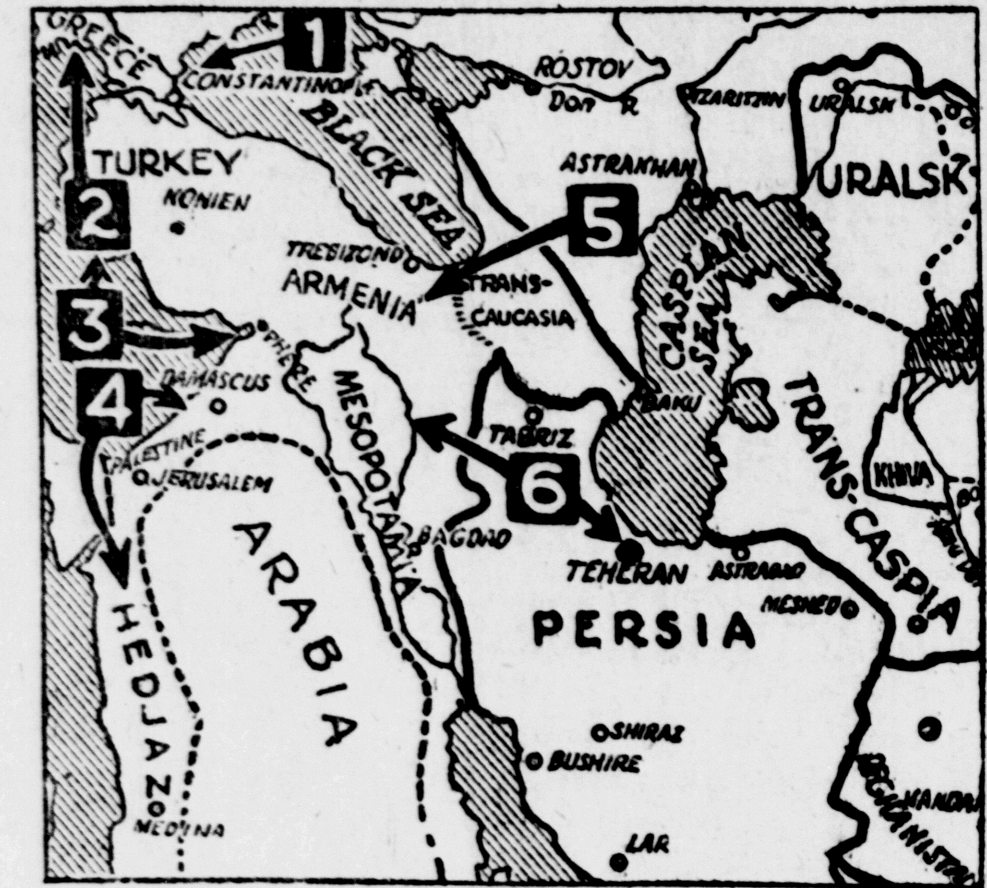 GREECE
1
CONSTANTINOPLE
BLACK SEA
ROSTOV
Don R
TZARITZIN
URALSK
URALSK
TURKEY
KONIEN
2
ASTRAKHAN
5
TREBIZOND
ARMENIA
TRANS-
CAUCASIA
CASPIAN
SEA
3
PHERE
4
DAMASCUS
MESOPOTAMIA
BAKU
TABRIZ
TRANS-CASPIA
KHIVA
PALESTINE
JERUSALEM
6
ARABIA
BAGDAD
TEHERAN
ASTRABAD
MESHED
PERSIA
HEDJAZ
SHIRAZ
BUSHIRE
MEDINA
LAR
AFGHANISTAN